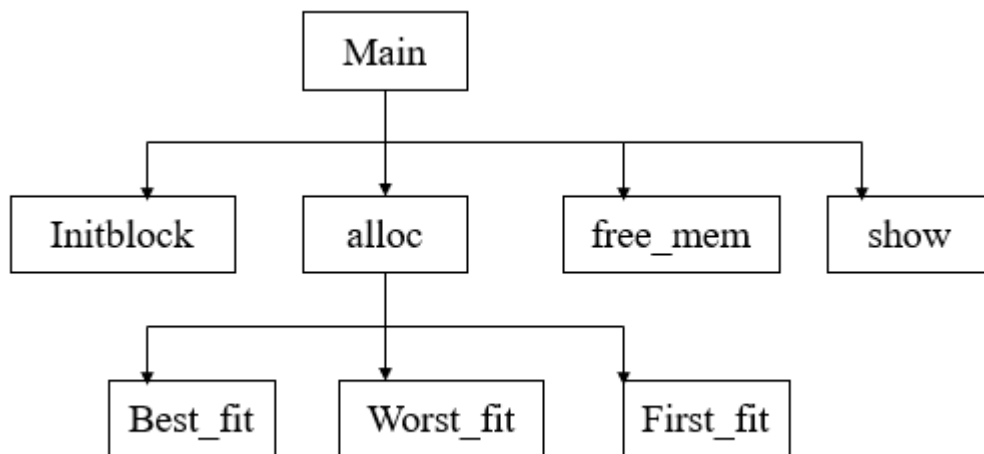 Main
Initblock
alloc
free_mem
show
Best_fit
Worst_fit
First_fit